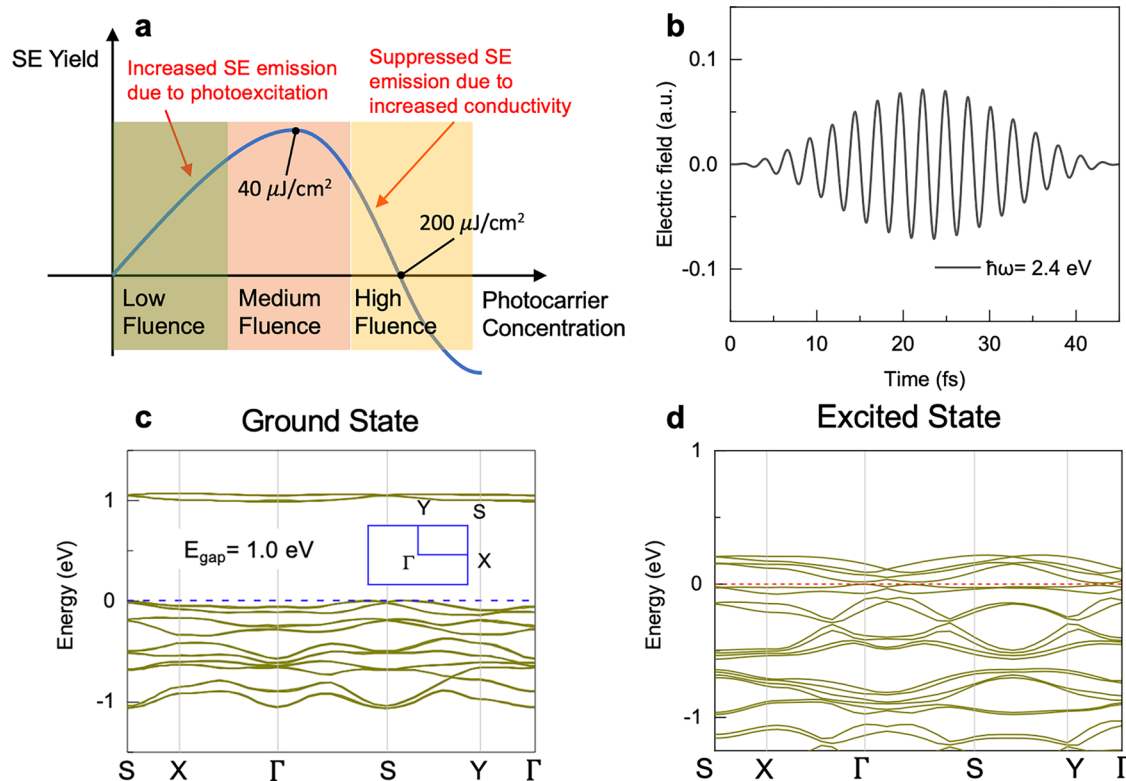 a
SE Yield
Increased SE emission
due to photoexcitation
Suppressed SE
emission due to
increased conductivity
40 μJ/cm²
200 μJ/cm²
Low
Fluence
Medium
Fluence
High
Fluence
Photocarrier
Concentration
b
Electric field (a.u.)
0.1
0.0
-0.1
ħω= 2.4 eV
0 10 20 30 40
Time (fs)
c
Ground State
Energy (eV)
1
0
-1
E_gap= 1.0 eV
Y S
Γ X
S X Γ S Y Γ
d
Excited State
Energy (eV)
1
0
-1
S X Γ S Y Γ